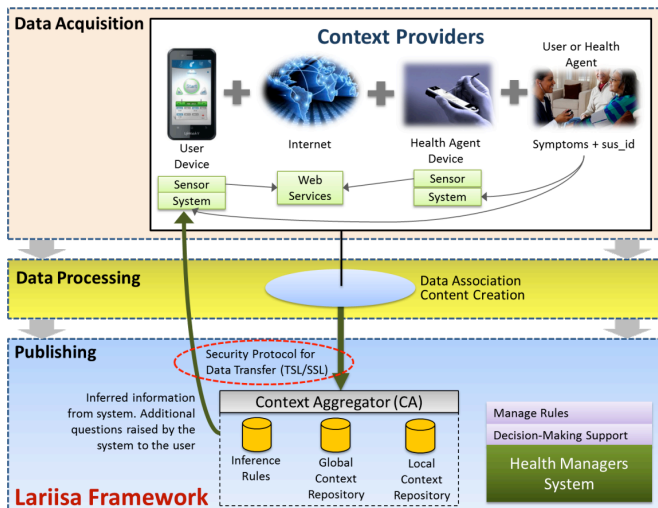 Data Acquisition
Context Providers
User or Health
Agent
User
Device
Internet
Health Agent
Device
Symptoms + sus_id
Sensor
System
Web
Services
Sensor
System
Data Processing
Data Association
Content Creation
Publishing
Security Protocol for
Data Transfer (TSL/SSL)
Inferred information
from system. Additional
questions raised by the
system to the user
Context Aggregator (CA)
Inference
Rules
Global
Context
Repository
Local
Context
Repository
Manage Rules
Decision-Making Support
Health Managers
System
Lariisa Framework